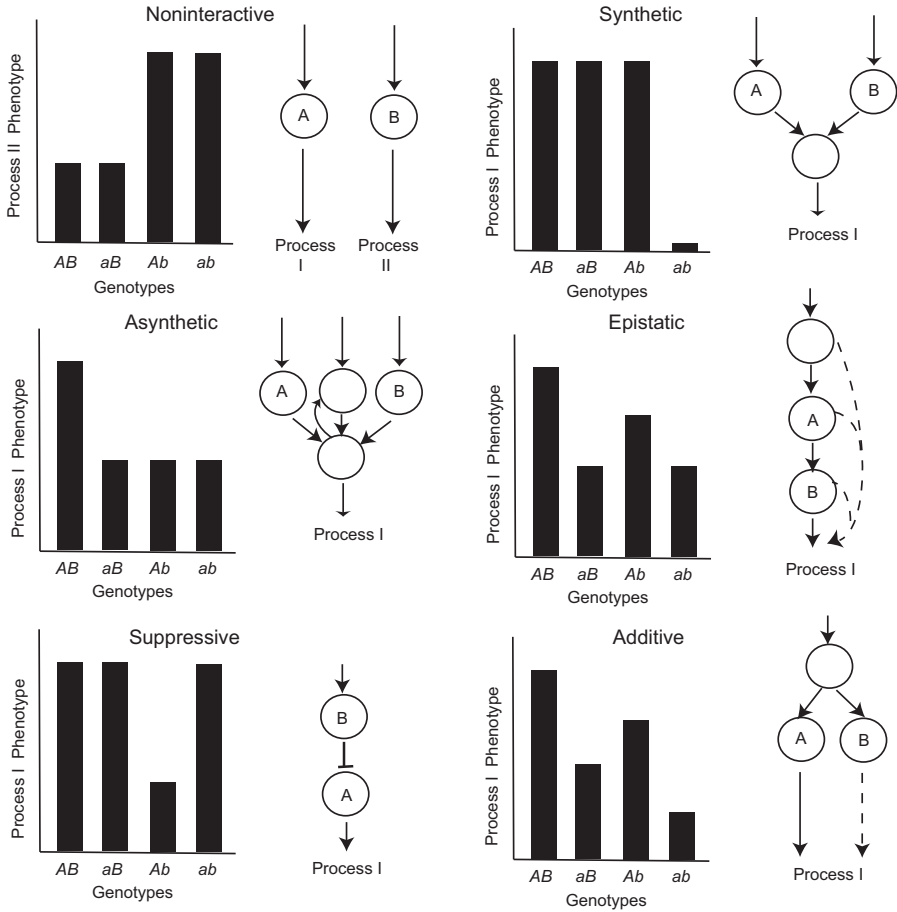 Noninteractive
Process II Phenotype
AB aB Ab ab
Genotypes
A B
Process I
Process II
Synthetic
Process I Phenotype
AB aB Ab ab
Genotypes
A B
Process I
Asynthetic
Process I Phenotype
AB aB Ab ab
Genotypes
A B
Process I
Epistatic
Process I Phenotype
AB aB Ab ab
Genotypes
A
B
Process I
Suppressive
Process I Phenotype
AB aB Ab ab
Genotypes
B
A
Process I
Additive
Process I Phenotype
AB aB Ab ab
Genotypes
A B
Process I